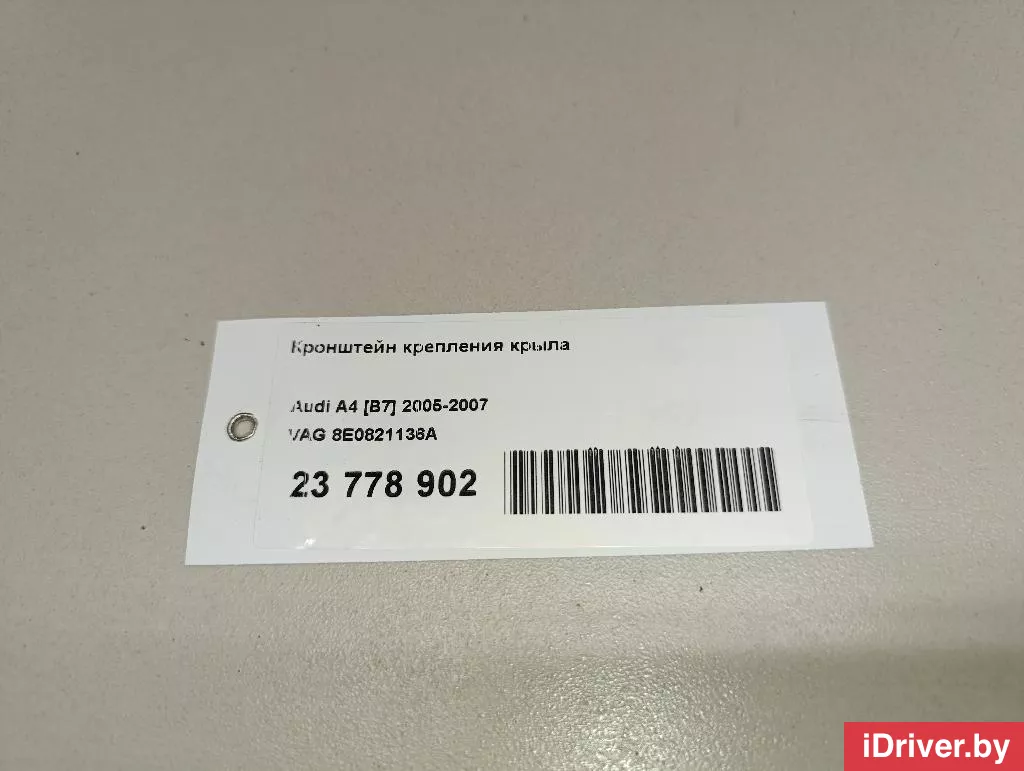 Кронштейн крепления крыла
Audi A4 [B7] 2005-2007
VAG 8E0821136A
23 778 902
iDriver.by